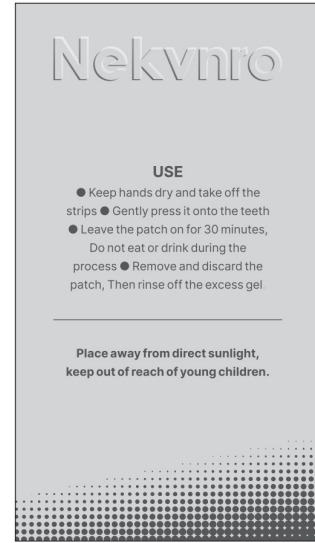 Nekvnro
USE
● Keep hands dry and take off the
strips ● Gently press it onto the teeth
● Leave the patch on for 30 minutes,
Do not eat or drink during the
process ● Remove and discard the
patch, Then rinse off the excess gel.
Place away from direct sunlight,
keep out of reach of young children.